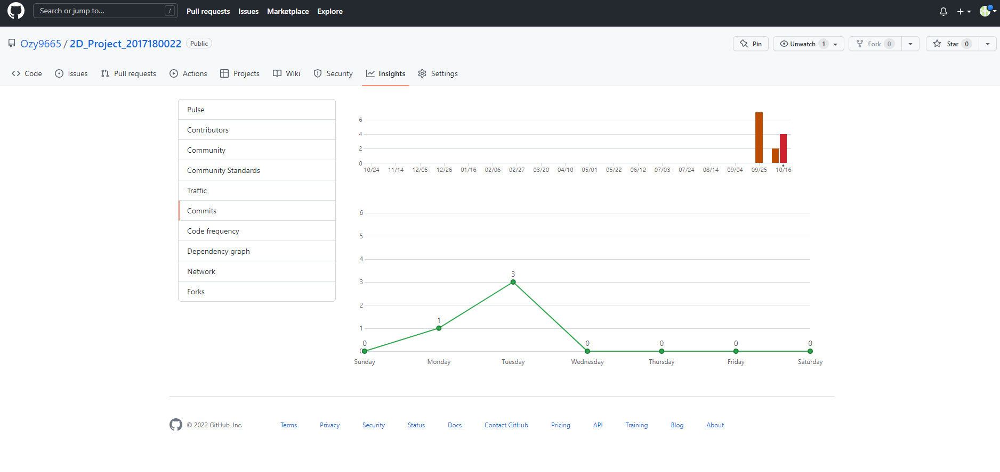 Search or jump to... /
Pull requests Issues Marketplace Explore
Ozy9665 / 2D_Project_2017180022 Public
Pin
Unwatch 1
Fork 0
Star 0
Code Issues Pull requests Actions Projects Wiki Security Insights Settings
Pulse
Contributors
Community
Community Standards
Traffic
Commits
Code frequency
Dependency graph
Network
Forks
6
4
2
0
10/24 11/14 12/05 12/26 01/16 02/06 02/27 03/20 04/10 05/01 05/22 06/12 07/03 07/24 08/14 09/04 09/25 10/16
6
5
4
3
2
1
0
0 1 3 0 0 0 0
Sunday Monday Tuesday Wednesday Thursday Friday Saturday
© 2022 GitHub, Inc. Terms Privacy Security Status Docs Contact GitHub Pricing API Training Blog About